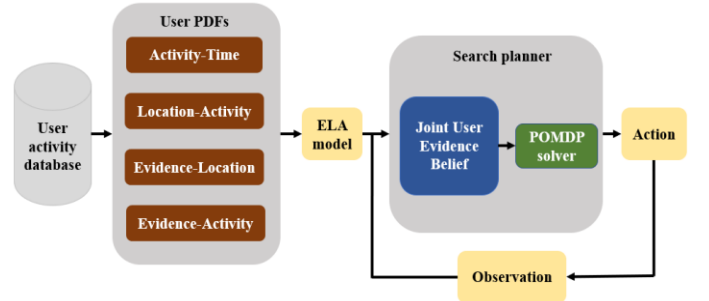 User PDFs
Activity-Time
Location-Activity
Evidence-Location
Evidence-Activity
User
activity
database
ELA
model
Search planner
Joint User
Evidence
Belief
POMDP
solver
Action
Observation